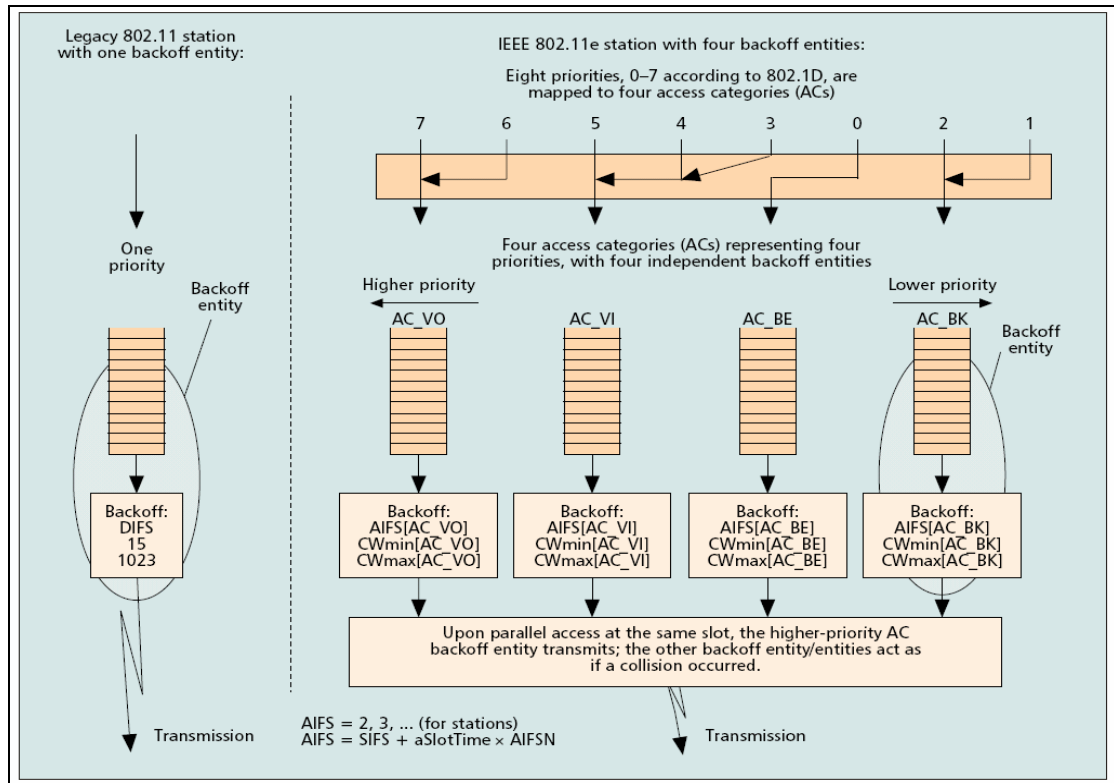 Legacy 802.11 station
with one backoff entity:
IEEE 802.11e station with four backoff entities:
Eight priorities, 0–7 according to 802.1D, are
mapped to four access categories (ACs)
7 6 5 4 3 0 2 1
One
priority
Backoff
entity
Four access categories (ACs) representing four
priorities, with four independent backoff entities
Higher priority
Lower priority
AC_VO AC_VI AC_BE AC_BK
Backoff
entity
Backoff:
DIFS
15
1023
Backoff:
AIFS[AC_VO]
CWmin[AC_VO]
CWmax[AC_VO]
Backoff:
AIFS[AC_VI]
CWmin[AC_VI]
CWmax[AC_VI]
Backoff:
AIFS[AC_BE]
CWmin[AC_BE]
CWmax[AC_BE]
Backoff:
AIFS[AC_BK]
CWmin[AC_BK]
CWmax[AC_BK]
Upon parallel access at the same slot, the higher-priority AC
backoff entity transmits; the other backoff entity/entities act as
if a collision occurred.
Transmission
AIFS = 2, 3, ... (for stations)
AIFS = SIFS + aSlotTime × AIFSN
Transmission